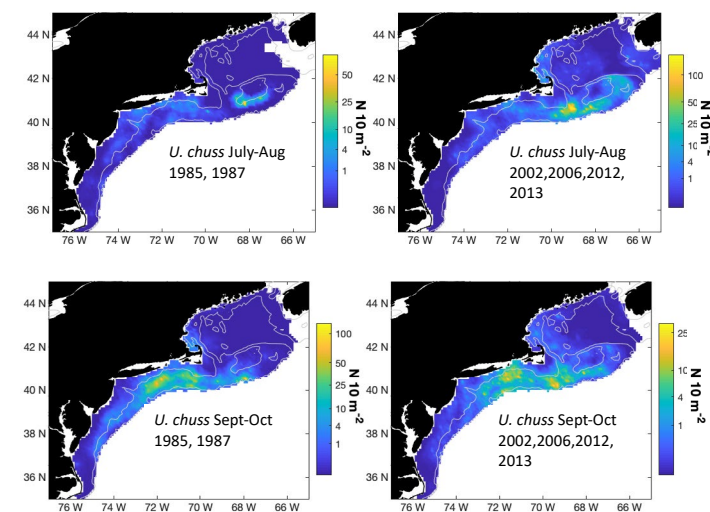 44 N
42 N
40 N
38 N
36 N
76 W 74 W 72 W 70 W 68 W 66 W
U. chuss July-Aug
1985, 1987
50
25
10
4
1
N 10 m-2
44 N
42 N
40 N
38 N
36 N
76 W 74 W 72 W 70 W 68 W 66 W
U. chuss July-Aug
2002,2006,2012,
2013
100
50
25
10
4
1
N 10 m-2
44 N
42 N
40 N
38 N
36 N
76 W 74 W 72 W 70 W 68 W 66 W
U. chuss Sept-Oct
1985, 1987
100
50
25
10
4
1
N 10 m-2
44 N
42 N
40 N
38 N
36 N
76 W 74 W 72 W 70 W 68 W 66 W
U. chuss Sept-Oct
2002,2006,2012,
2013
25
10
4
1
N 10 m-2